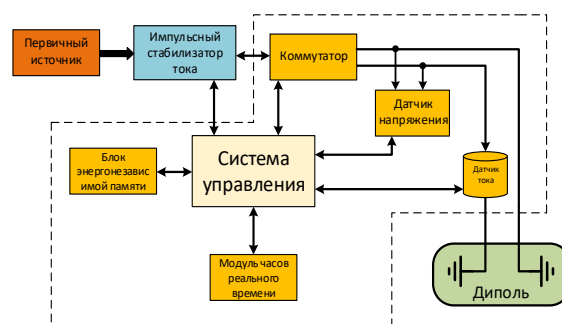 Первичный
источник
Импульсный
стабилизатор
тока
Коммутатор
Датчик
напряжения
Система
управления
Блок
энергонезавис
имой памяти
Датчик
тока
Модуль часов
реального
времени
Диполь